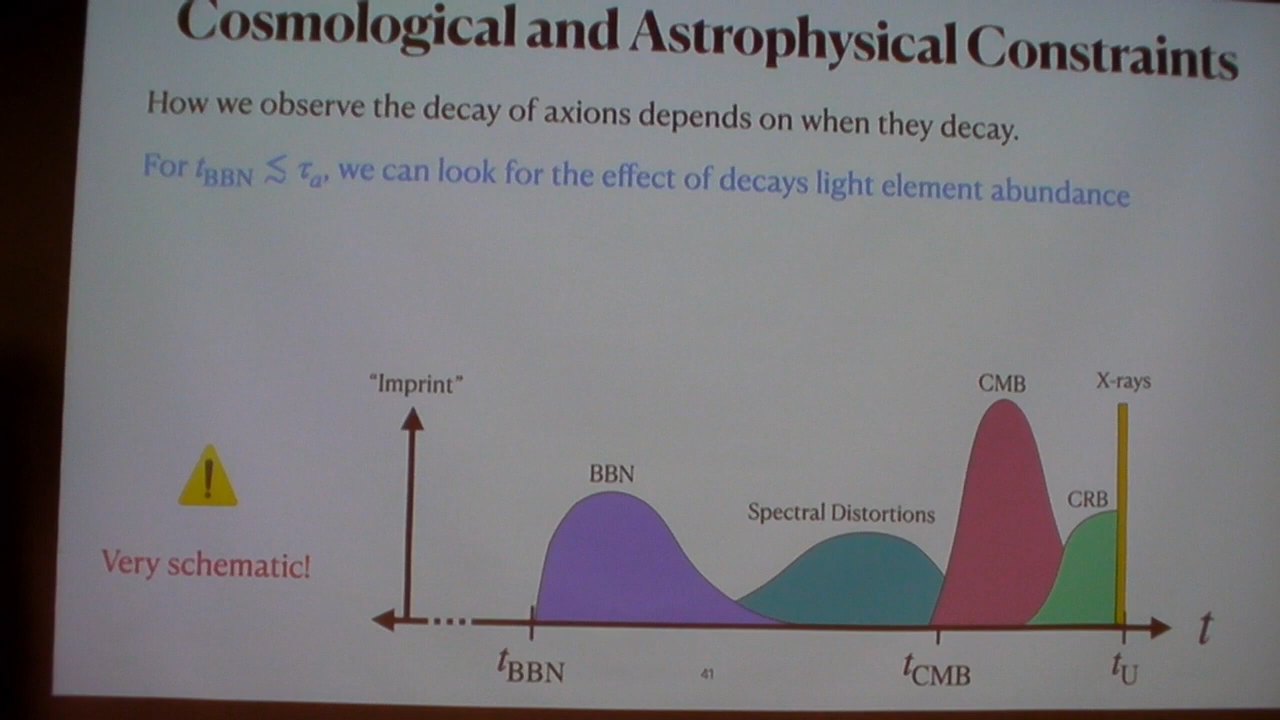 Cosmological and Astrophysical Constraints
How we observe the decay of axions depends on when they decay.
For t_BBN ≲ τ_a, we can look for the effect of decays light element abundance
“Imprint”
CMB
X-rays
BBN
CRB
Spectral Distortions
Very schematic!
t
t_BBN
41
t_CMB
t_U